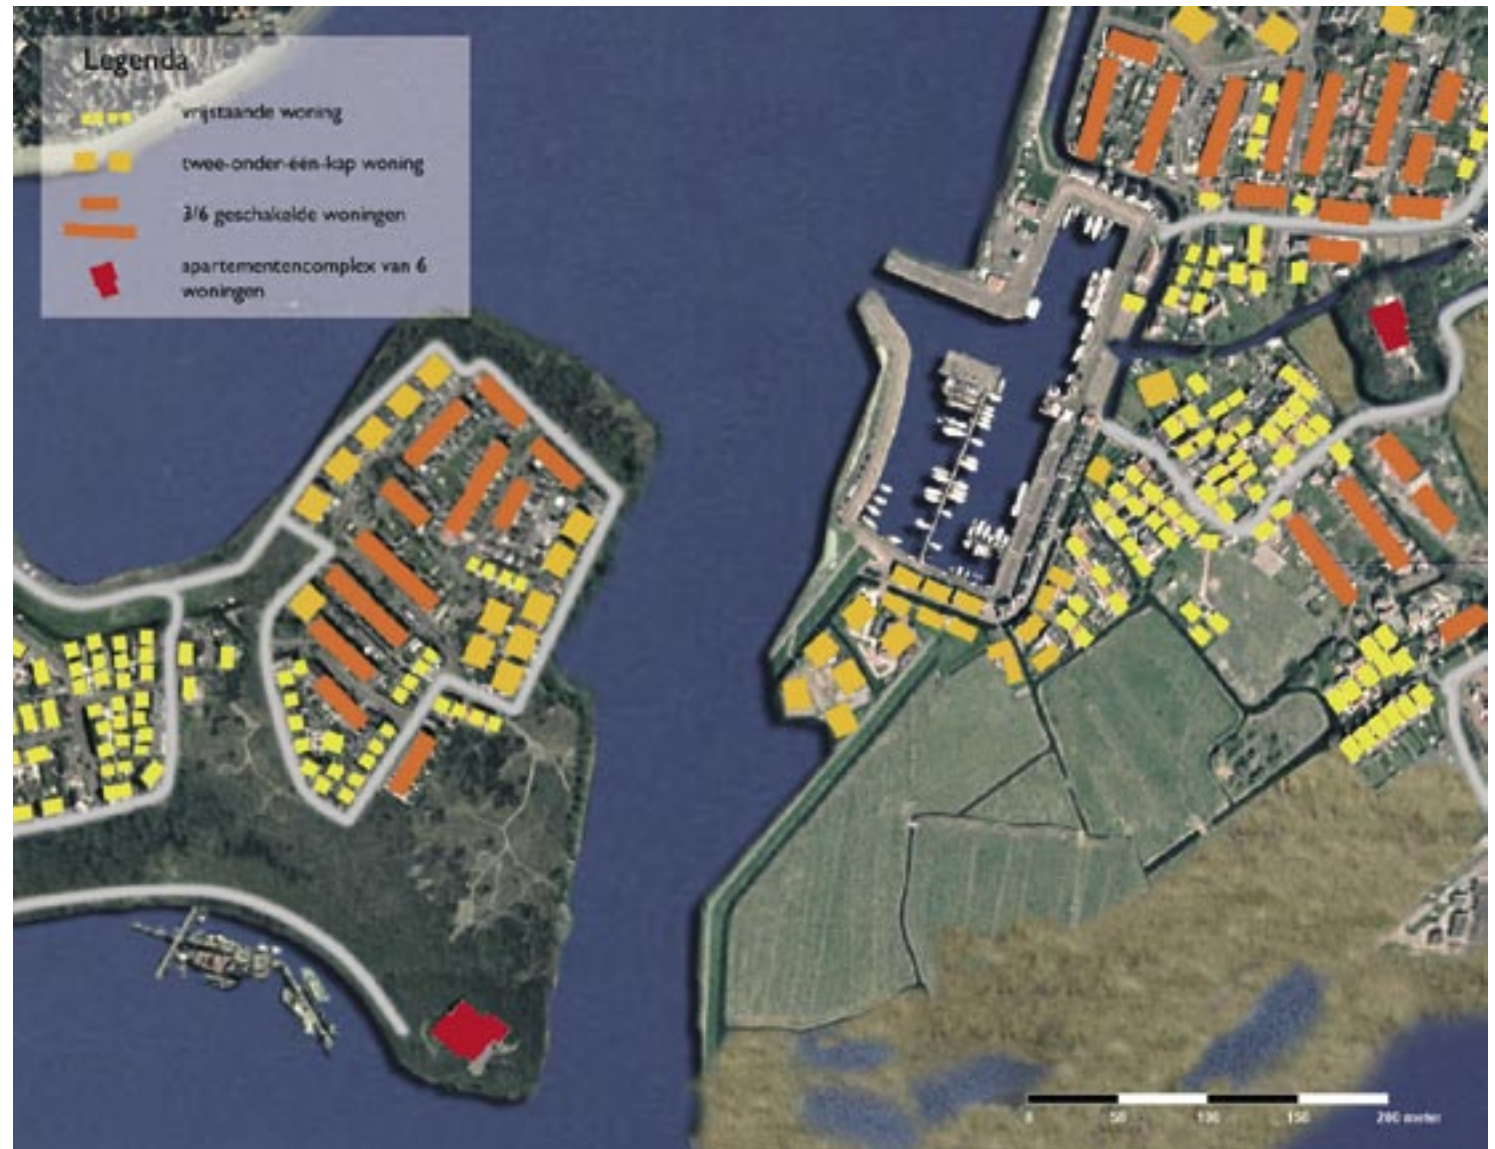 Legenda
vrijstaande woning
twee-onder-een-kap woning
3/6 geschakelde woningen
apartementencomplex van 6
woningen
0 50 100 150 200 meter